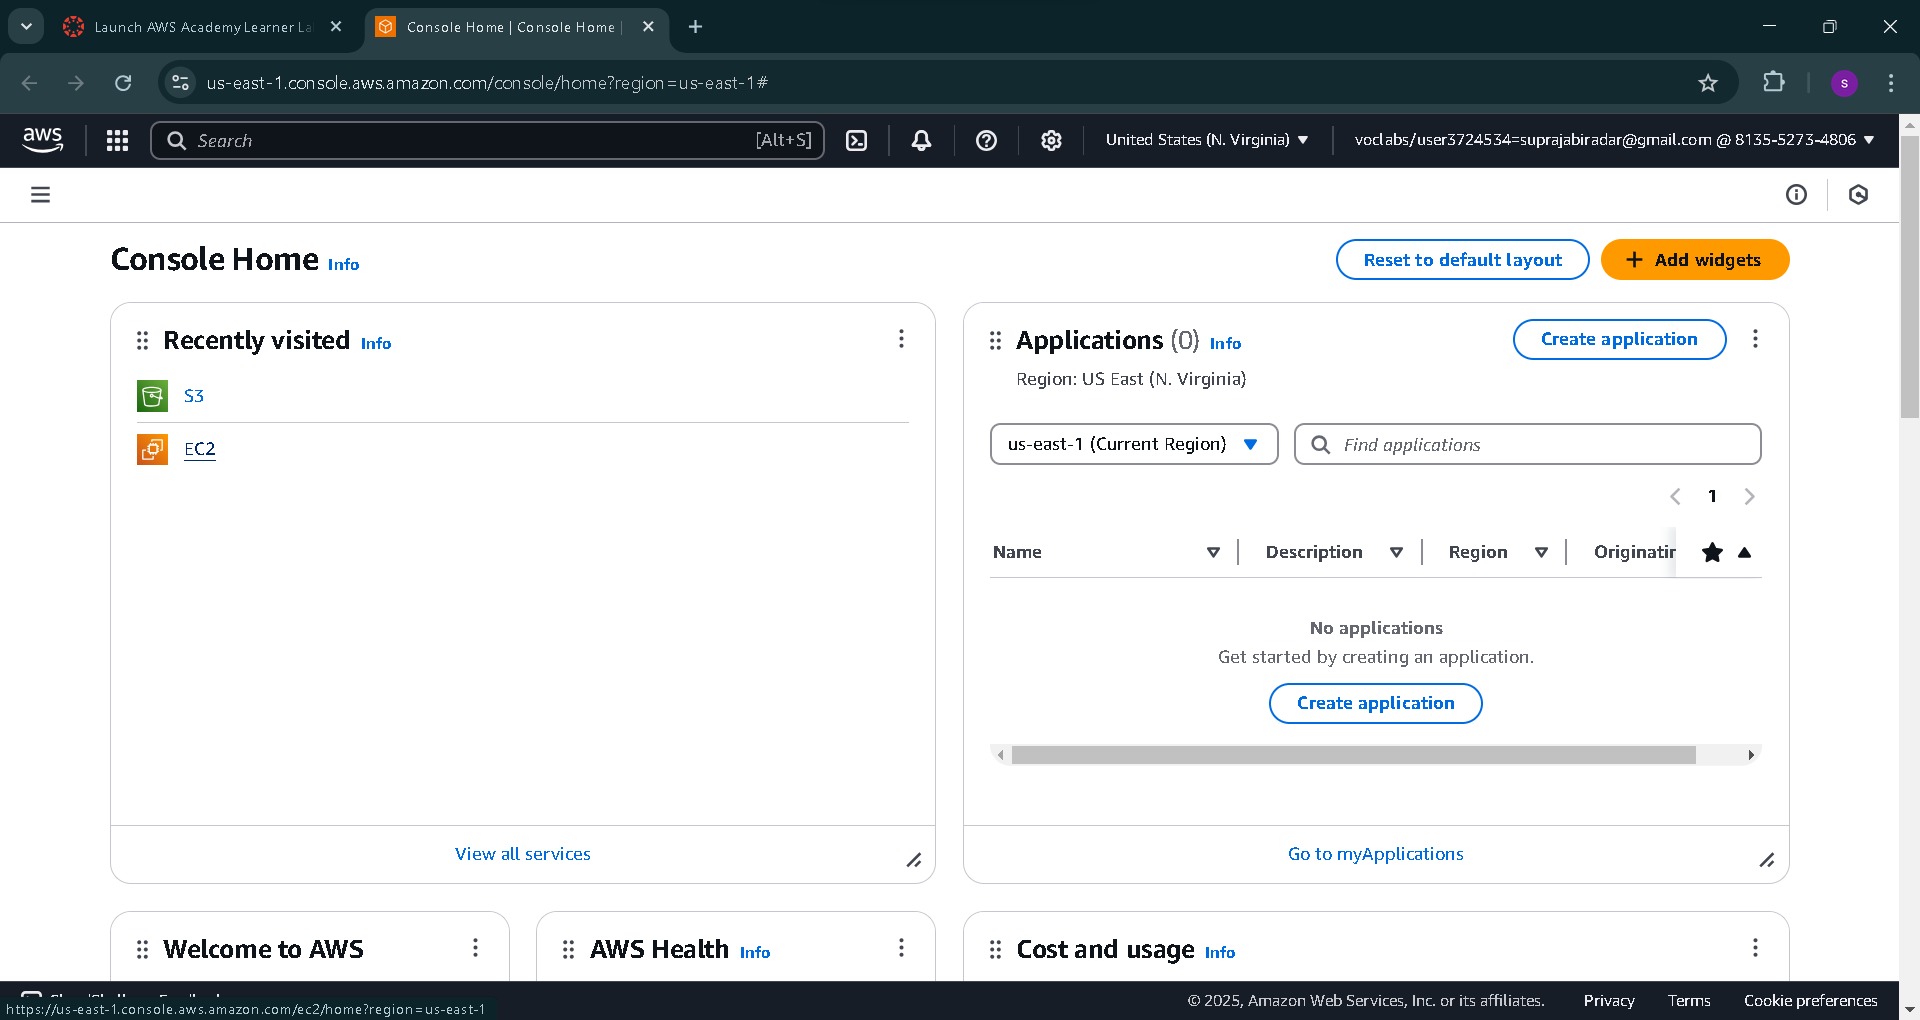 Launch AWS Academy Learner La
Console Home | Console Home |
us-east-1.console.aws.amazon.com/console/home?region=us-east-1#
S
aws
Search
[Alt+S]
United States (N. Virginia)
voclabs/user3724534=suprajabiradar@gmail.com @ 8135-5273-4806
Console Home Info
Reset to default layout
Add widgets
Recently visited Info
S3
EC2
View all services
Applications (0) Info
Create application
Region: US East (N. Virginia)
us-east-1 (Current Region)
Find applications
1
Name Description Region Originatin
No applications
Get started by creating an application.
Create application
Go to myApplications
Welcome to AWS
AWS Health Info
Cost and usage Info
https://us-east-1.console.aws.amazon.com/ec2/home?region=us-east-1
© 2025, Amazon Web Services, Inc. or its affiliates. Privacy Terms Cookie preferences